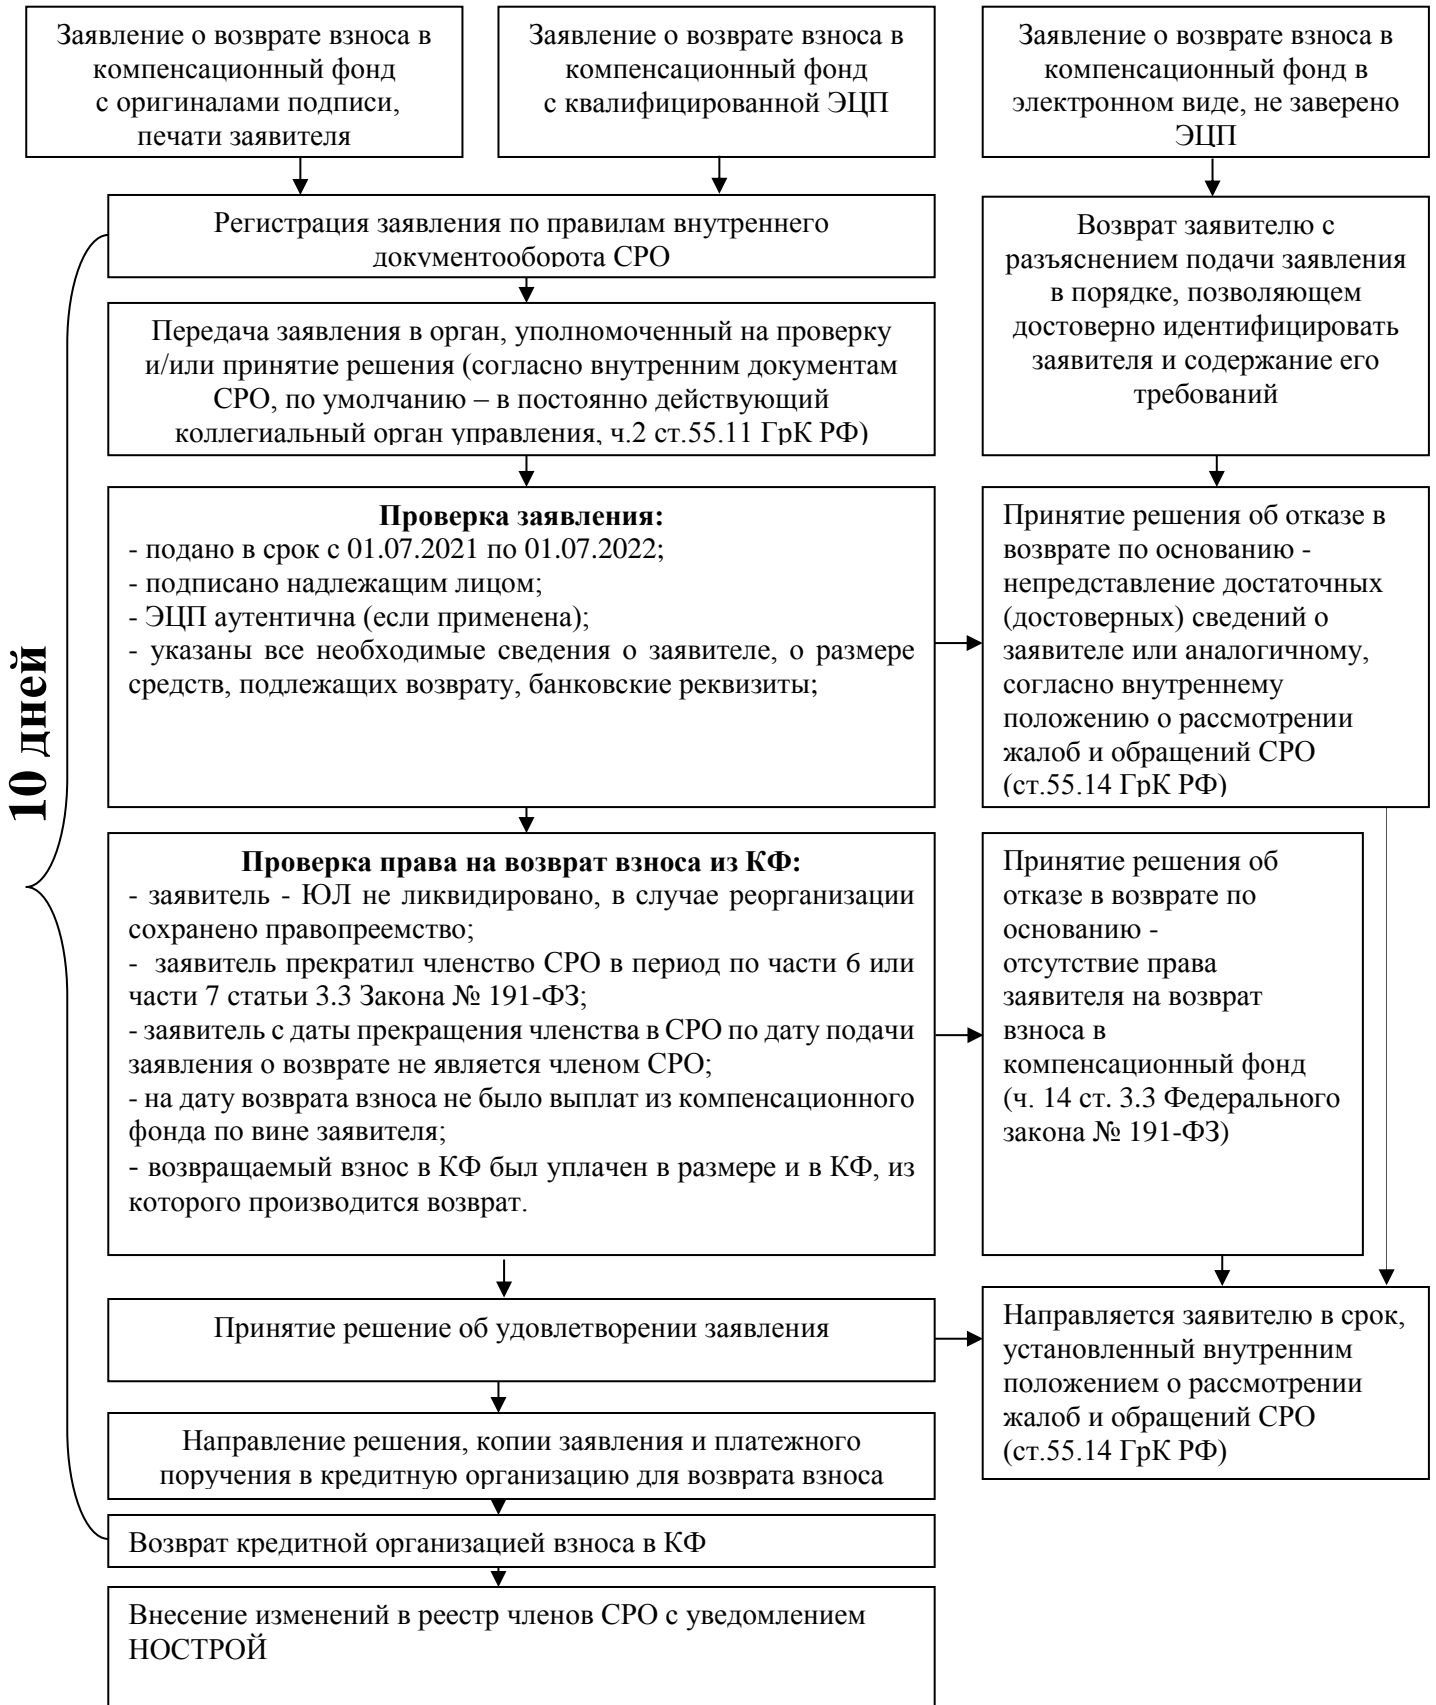 Заявление о возврате взноса в
компенсационный фонд
с оригиналами подписи,
печати заявителя
Заявление о возврате взноса в
компенсационный фонд
с квалифицированной ЭЦП
Заявление о возврате взноса в
компенсационный фонд в
электронном виде, не заверено
ЭЦП
Регистрация заявления по правилам внутреннего
документооборота СРО
Возврат заявителю с
разъяснением подачи заявления
в порядке, позволяющем
достоверно идентифицировать
заявителя и содержание его
требований
Передача заявления в орган, уполномоченный на проверку
и/или принятие решения (согласно внутренним документам
СРО, по умолчанию – в постоянно действующий
коллегиальный орган управления, ч.2 ст.55.11 ГрК РФ)
10 дней
Проверка заявления:
- подано в срок с 01.07.2021 по 01.07.2022;
- подписано надлежащим лицом;
- ЭЦП аутентична (если применена);
- указаны все необходимые сведения о заявителе, о размере
средств, подлежащих возврату, банковские реквизиты;
Принятие решения об отказе в
возврате по основанию -
непредставление достаточных
(достоверных) сведений о
заявителе или аналогичному,
согласно внутреннему
положению о рассмотрении
жалоб и обращений СРО
(ст.55.14 ГрК РФ)
Проверка права на возврат взноса из КФ:
- заявитель - ЮЛ не ликвидировано, в случае реорганизации
сохранено правопреемство;
- заявитель прекратил членство СРО в период по части 6 или
части 7 статьи 3.3 Закона № 191-ФЗ;
- заявитель с даты прекращения членства в СРО по дату подачи
заявления о возврате не является членом СРО;
- на дату возврата взноса не было выплат из компенсационного
фонда по вине заявителя;
- возвращаемый взнос в КФ был уплачен в размере и в КФ, из
которого производится возврат.
Принятие решения об
отказе в возврате по
основанию -
отсутствие права
заявителя на возврат
взноса в
компенсационный фонд
(ч. 14 ст. 3.3 Федерального
закона № 191-ФЗ)
Принятие решение об удовлетворении заявления
Направляется заявителю в срок,
установленный внутренним
положением о рассмотрении
жалоб и обращений СРО
(ст.55.14 ГрК РФ)
Направление решения, копии заявления и платежного
поручения в кредитную организацию для возврата взноса
Возврат кредитной организацией взноса в КФ
Внесение изменений в реестр членов СРО с уведомлением
НОСТРОЙ